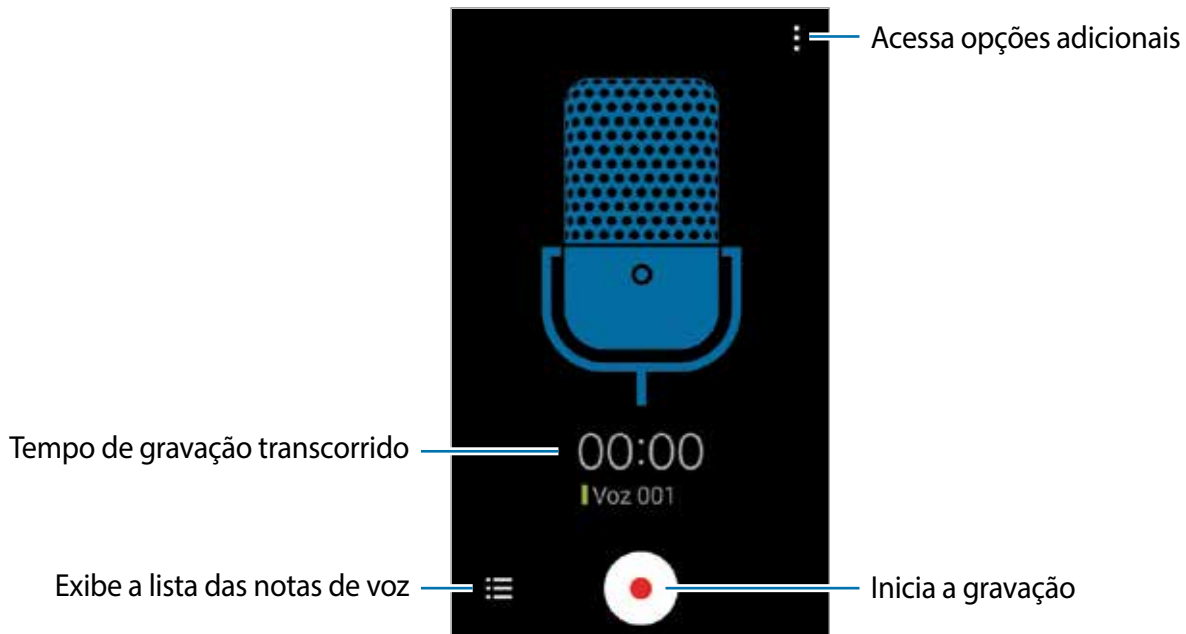 Acessa opções adicionais
Tempo de gravação transcorrido
00:00
Voz 001
Exibe a lista das notas de voz
Inicia a gravação